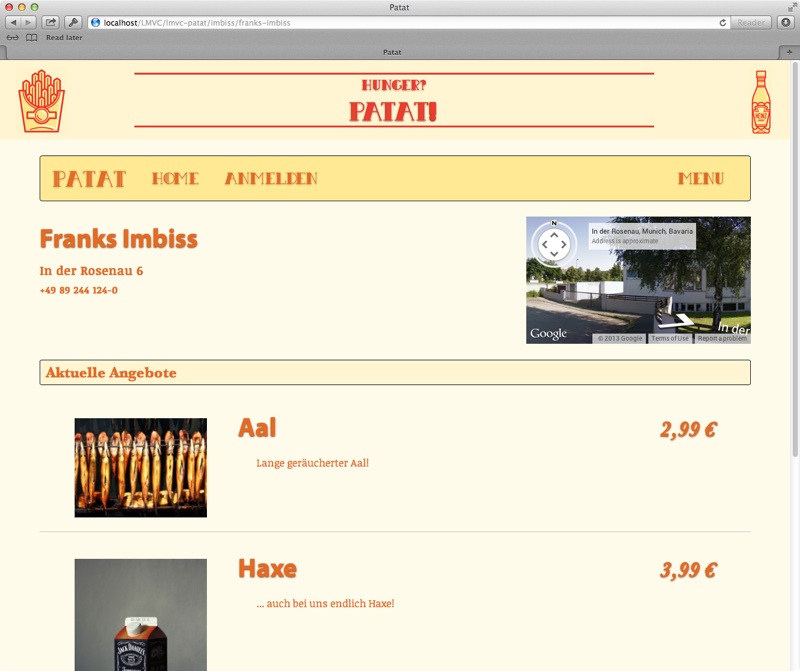 Patat
localhost/LMVC/lmvc-patat/imbiss/franks-imbiss
Reader
Read later
Patat
HUNGER?
PATAT!
HEINZ
PATAT HOME ANMELDEN MENU
Franks Imbiss
In der Rosenau 6
+49 89 244 124-0
N
In der Rosenau, Munich, Bavaria
Address is approximate
In der
Google
© 2013 Google Terms of Use Report a problem
Aktuelle Angebote
Aal 2,99 €
Lange geräucherter Aal!
Haxe 3,99 €
... auch bei uns endlich Haxe!
JACK DANIEL'S